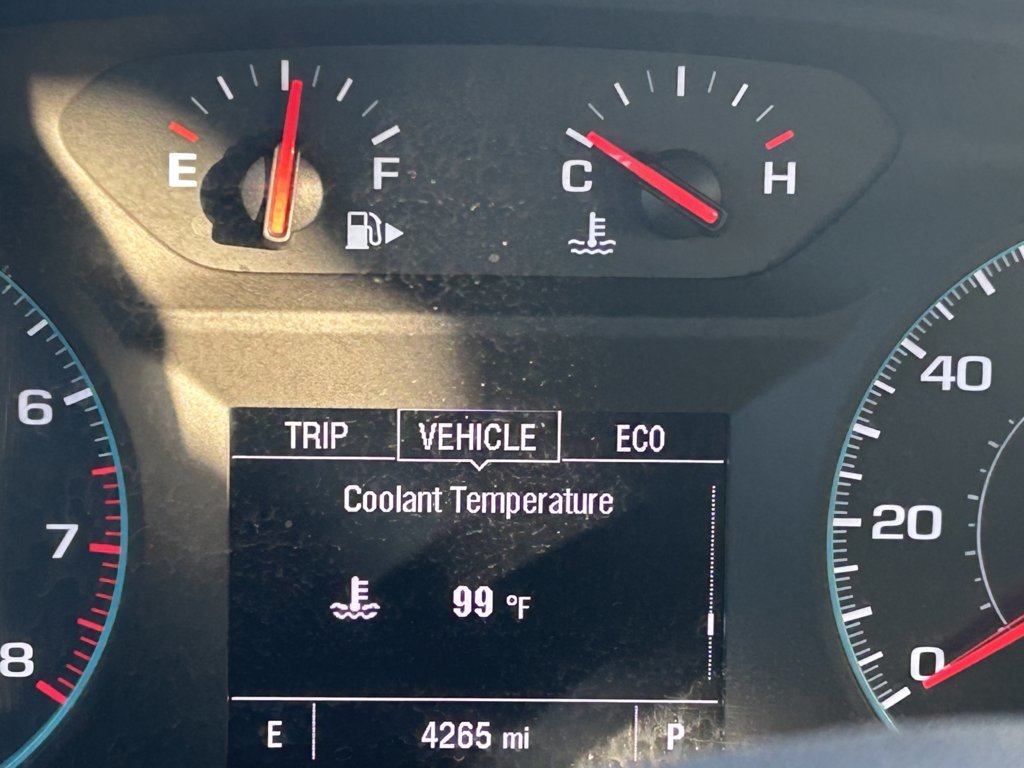 E F C H
6
7
8
40
20
0
TRIP VEHICLE ECO
Coolant Temperature
99 °F
E 4265 mi P